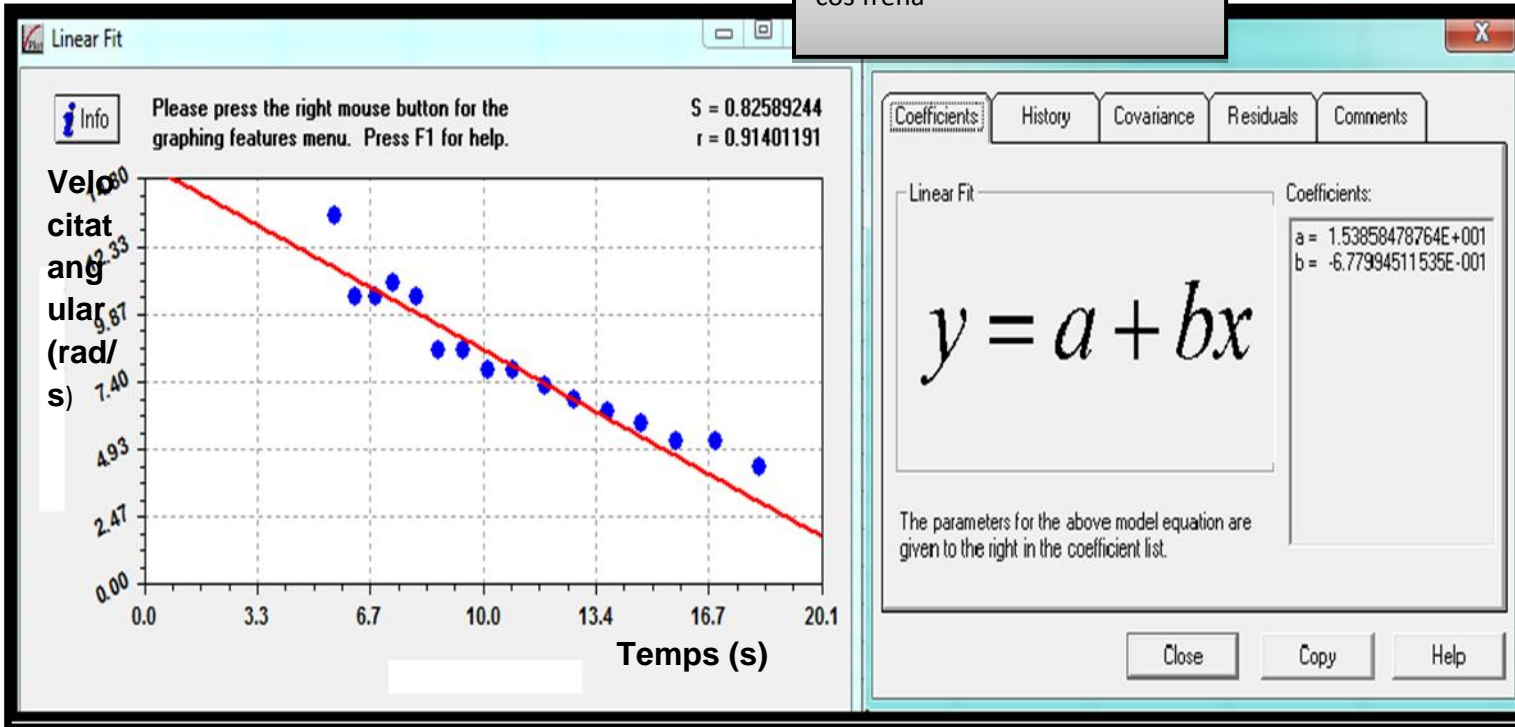 cos frena
Linear Fit
X
Info
Please press the right mouse button for the
graphing features menu. Press F1 for help.
S = 0.82589244
r = 0.91401191
Velo
citat
ang
ular
(rad/
s)
12.33
9.87
7.40
4.93
2.47
0.00
0.0 3.3 6.7 10.0 13.4 16.7 20.1
Temps (s)
Coefficients History Covariance Residuals Comments
Linear Fit
y = a + bx
Coefficients:
a = 1.53858478764E+001
b = -6.77994511535E-001
The parameters for the above model equation are
given to the right in the coefficient list.
Close Copy Help